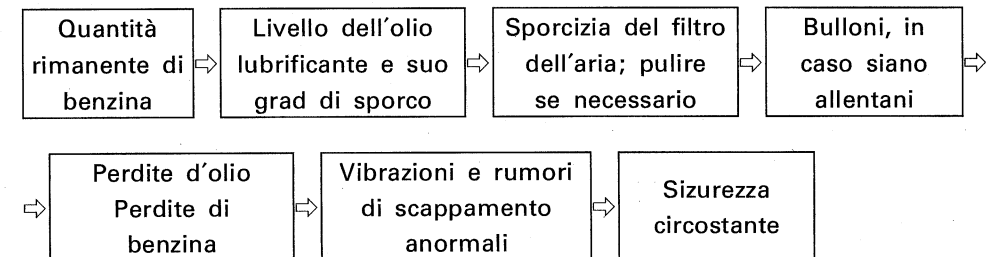 Quantità
rimanente di
benzina
Livello dell'olio
lubrificante e suo
grad di sporco
Sporcizia del filtro
dell'aria; pulire
se necessario
Bulloni, in
caso siano
allentani
Perdite d'olio
Perdite di
benzina
Vibrazioni e rumori
di scappamento
anormali
Sizurezza
circostante